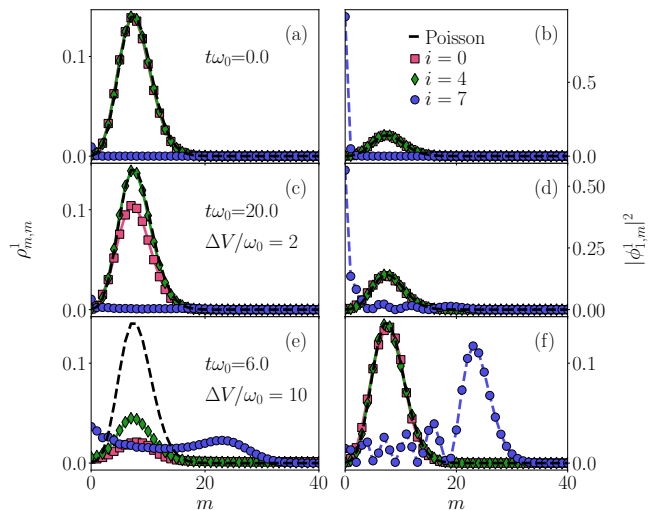 (a)
tω₀=0.0
0.1
0.0
(b)
Poisson
i = 0
i = 4
i = 7
0.5
0.0
(c)
tω₀=20.0
ΔV/ω₀ = 2
0.1
0.0
ρ¹ₘ,ₘ
(d)
0.50
0.25
0.00
|ϕ¹₁,ₘ|²
(e)
tω₀=6.0
ΔV/ω₀ = 10
0.1
0.0
0 20 40
m
(f)
0.1
0.0
0 20 40
m